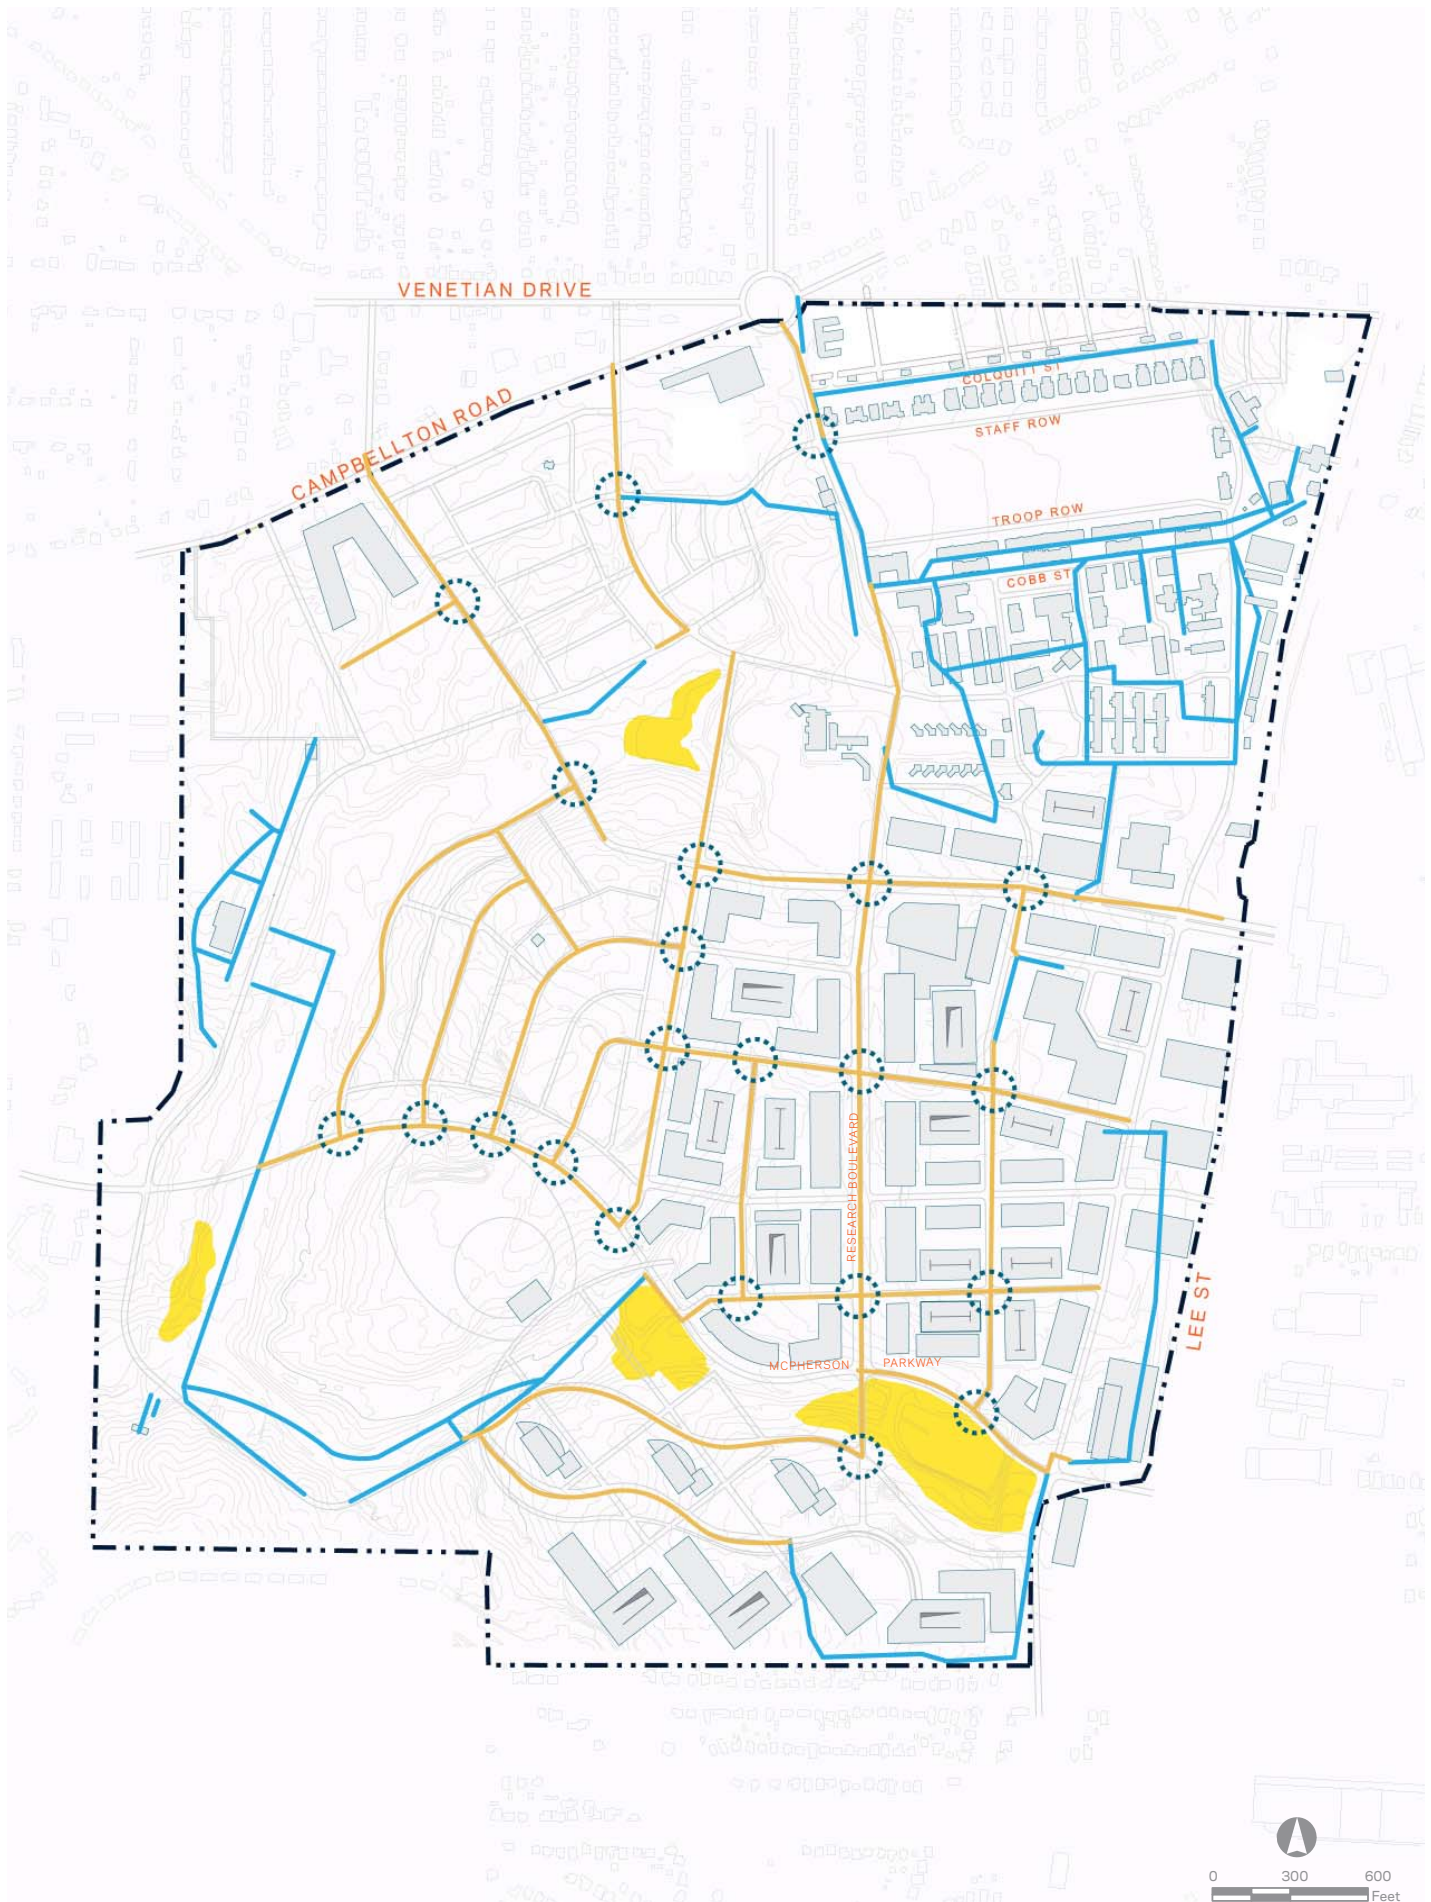 VENETIAN DRIVE
CAMPBELLTON ROAD
COLQUITT ST
STAFF ROW
TROOP ROW
COBB ST
RESEARCH BOULEVARD
LEE ST
MCPHERSON PARKWAY
0 300 600
Feet